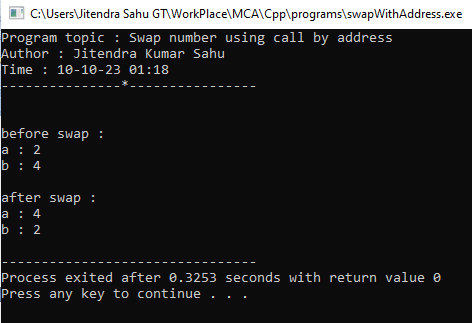 C:\Users\Jitendra Sahu GT\WorkPlace\MCA\Cpp\programs\swapWithAddress.exe
Program topic : Swap number using call by address
Author : Jitendra Kumar Sahu
Time : 10-10-23 01:18
---------------*----------------
before swap :
a : 2
b : 4
after swap :
a : 4
b : 2
--------------------------------
Process exited after 0.3253 seconds with return value 0
Press any key to continue . . .